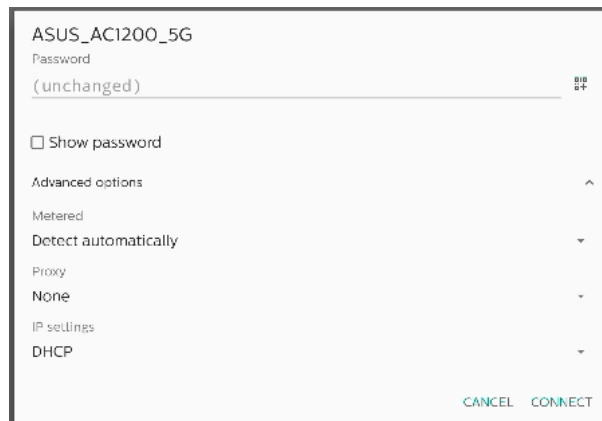 ASUS_AC1200_5G
Password
(unchanged)
Show password
Advanced options
Metered
Detect automatically
Proxy
None
IP settings
DHCP
CANCEL CONNECT